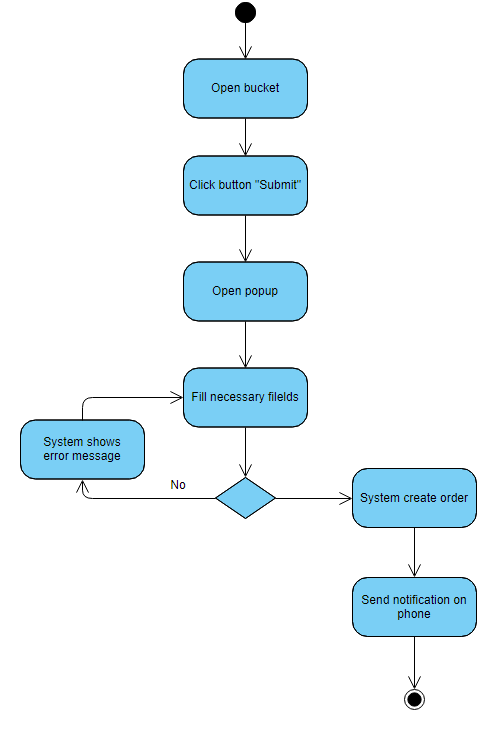 Open bucket
Click button "Submit"
Open popup
Fill necessary filelds
System shows
error message
No
System create order
Send notification on
phone